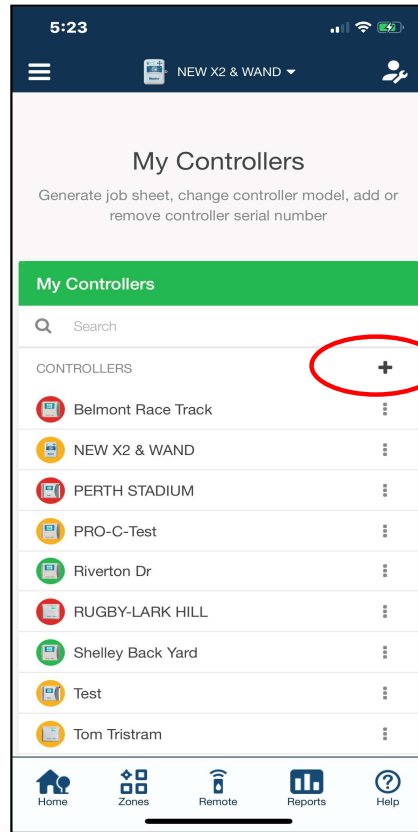 5:23
NEW X2 & WAND
My Controllers
Generate job sheet, change controller model, add or
remove controller serial number
My Controllers
Search
CONTROLLERS +
Belmont Race Track
NEW X2 & WAND
PERTH STADIUM
PRO-C-Test
Riverton Dr
RUGBY-LARK HILL
Shelley Back Yard
Test
Tom Tristram
Home Zones Remote Reports Help